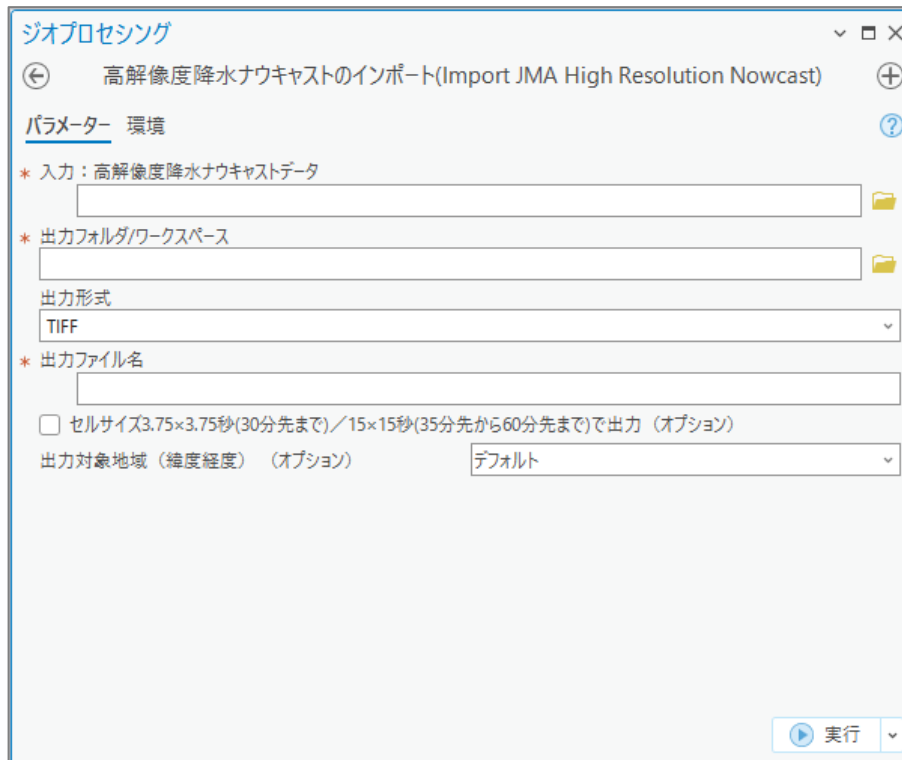 ジオプロセシング
高解像度降水ナウキャストのインポート(Import JMA High Resolution Nowcast)
パラメーター 環境
* 入力：高解像度降水ナウキャストデータ
* 出力フォルダ/ワークスペース
出力形式
TIFF
* 出力ファイル名
セルサイズ3.75×3.75秒(30分先まで)／15×15秒(35分先から60分先まで)で出力（オプション）
出力対象地域（緯度経度）（オプション） デフォルト
実行